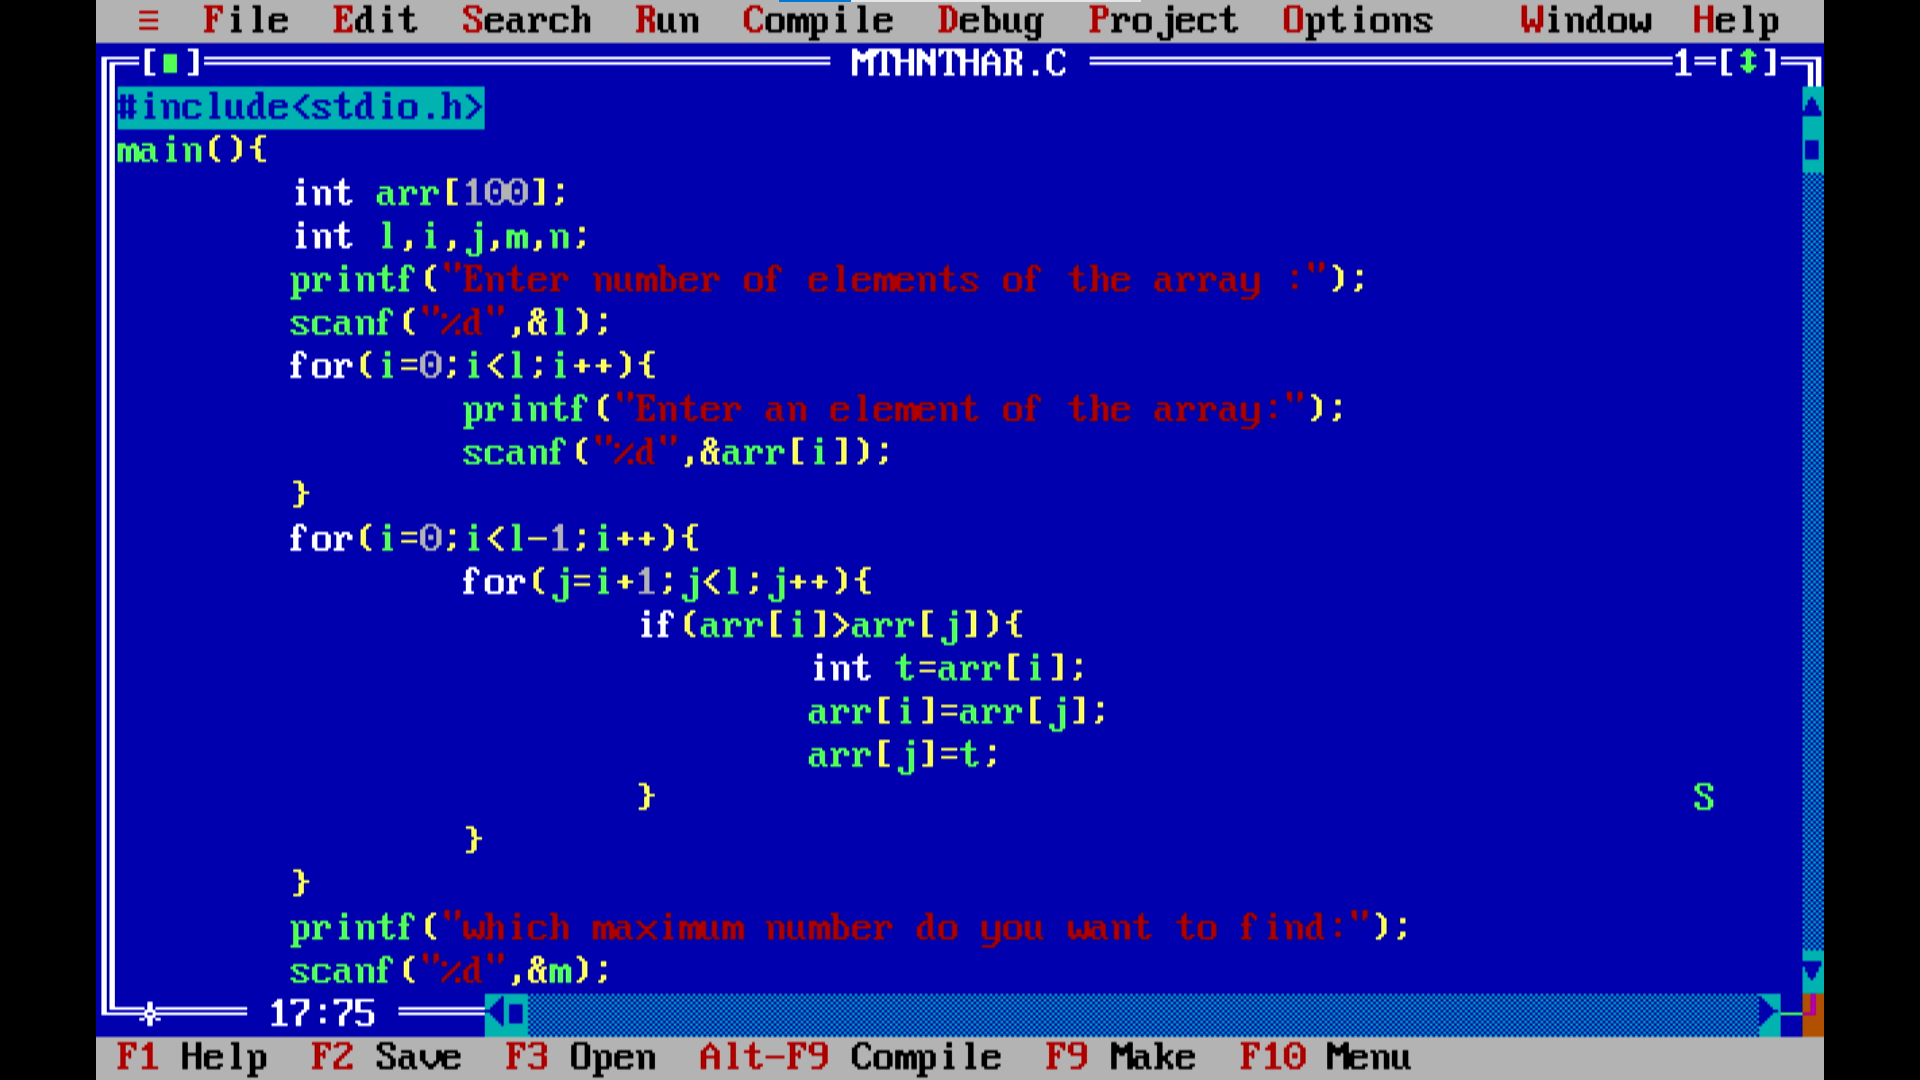 ≡ File Edit Search Run Compile Debug Project Options Window Help
[■] MTHNTHAR.C 1=[↕]
#include<stdio.h>
main(){
int arr[100];
int l,i,j,m,n;
printf("Enter number of elements of the array :");
scanf("%d",&l);
for(i=0;i<l;i++){
printf("Enter an element of the array:");
scanf("%d",&arr[i]);
}
for(i=0;i<l-1;i++){
for(j=i+1;j<l;j++){
if(arr[i]>arr[j]){
int t=arr[i];
arr[i]=arr[j];
arr[j]=t;
} S
}
}
printf("which maximum number do you want to find:");
scanf("%d",&m);
17:75
F1 Help F2 Save F3 Open Alt-F9 Compile F9 Make F10 Menu